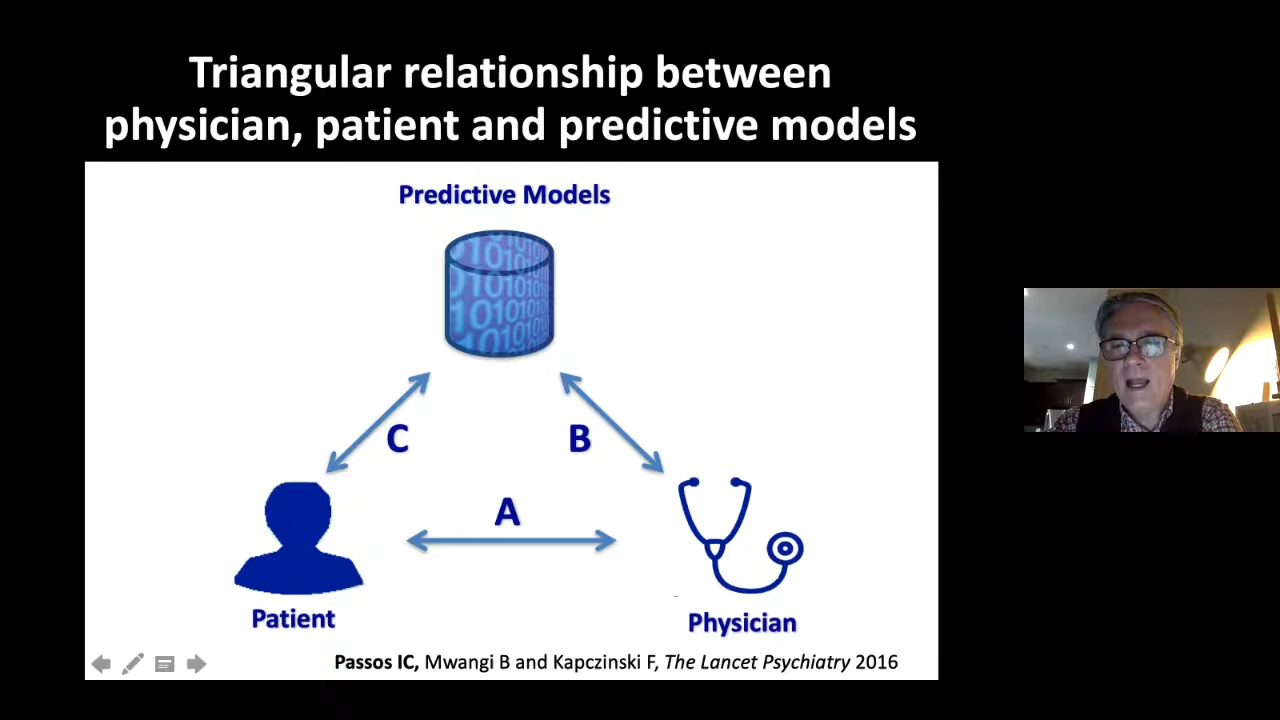 Triangular relationship between
physician, patient and predictive models
Predictive Models
C
B
A
Patient
Physician
Passos IC, Mwangi B and Kapczinski F, The Lancet Psychiatry 2016